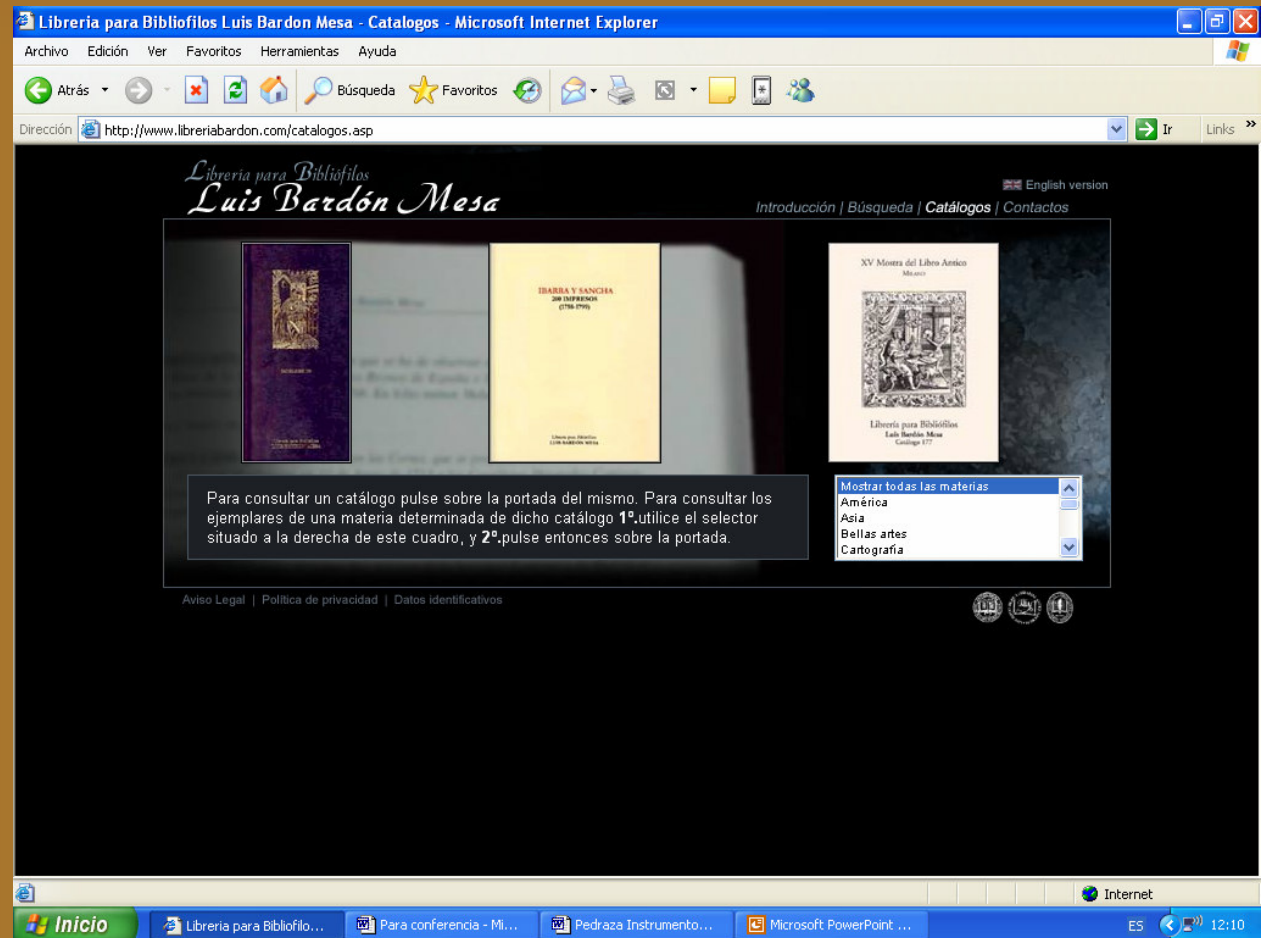 Libreria para Bibliofilos Luis Bardon Mesa - Catalogos - Microsoft Internet Explorer
Archivo Edición Ver Favoritos Herramientas Ayuda
Atrás Búsqueda Favoritos
Dirección http://www.libreriabardon.com/catalogos.asp Ir Links »
Librería para Bibliófilos
Luis Bardón Mesa
English version
Introducción | Búsqueda | Catálogos | Contactos
IBARRA Y SANCHA
200 IMPRESOS
XV Mostra del Libro Antico
Milano
Librería para Bibliófilos
Luis Bardón Mesa
Catálogo 177
Para consultar un catálogo pulse sobre la portada del mismo. Para consultar los
ejemplares de una materia determinada de dicho catálogo 1º.utilice el selector
situado a la derecha de este cuadro, y 2º.pulse entonces sobre la portada.
Mostrar todas las materias
América
Asia
Bellas artes
Cartografía
Aviso Legal | Política de privacidad | Datos identificativos
Internet
Inicio Libreria para Bibliofilo... Para conferencia - Mi... Pedraza Instrumento... Microsoft PowerPoint ... ES 12:10